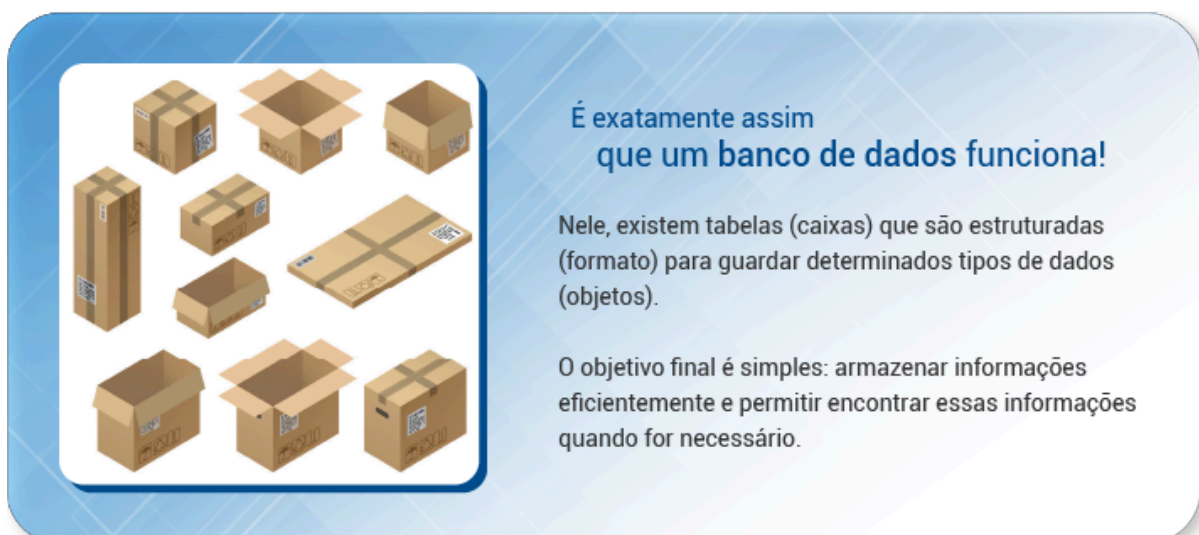 É exatamente assim
que um banco de dados funciona!
Nele, existem tabelas (caixas) que são estruturadas
(formato) para guardar determinados tipos de dados
(objetos).
O objetivo final é simples: armazenar informações
eficientemente e permitir encontrar essas informações
quando for necessário.